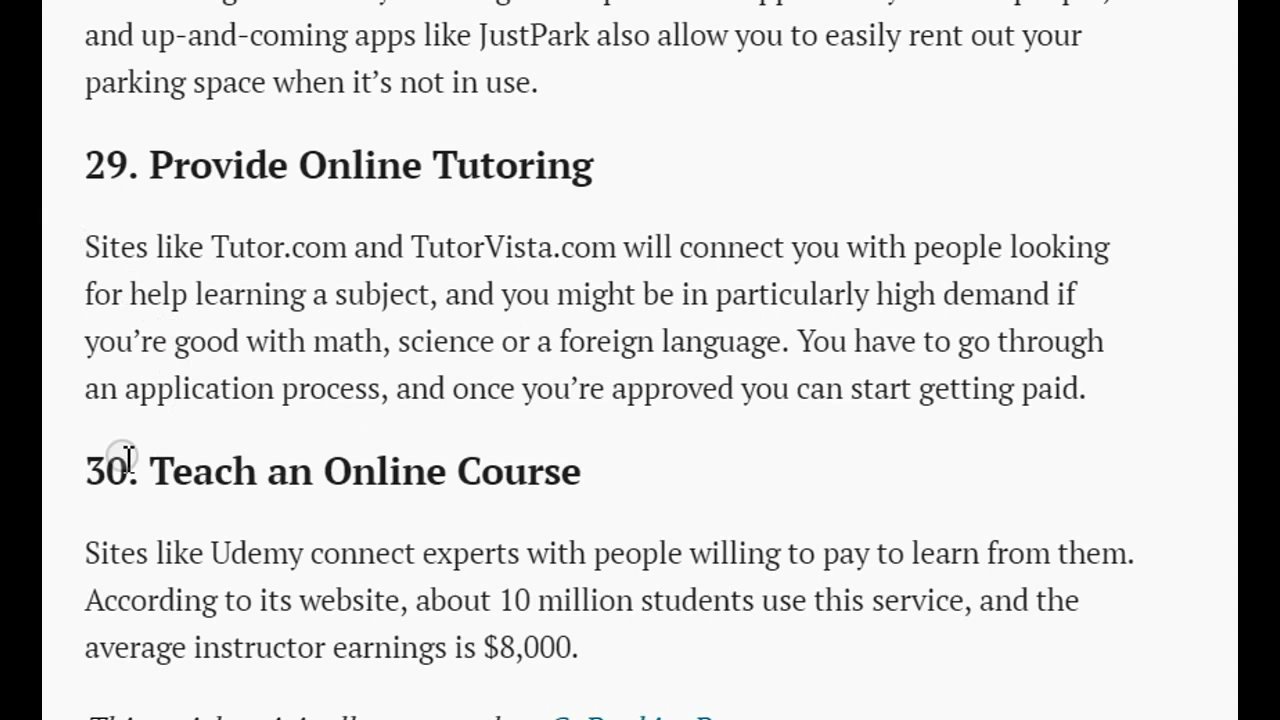 and up-and-coming apps like JustPark also allow you to easily rent out your
parking space when it’s not in use.
29. Provide Online Tutoring
Sites like Tutor.com and TutorVista.com will connect you with people looking
for help learning a subject, and you might be in particularly high demand if
you’re good with math, science or a foreign language. You have to go through
an application process, and once you’re approved you can start getting paid.
30. Teach an Online Course
Sites like Udemy connect experts with people willing to pay to learn from them.
According to its website, about 10 million students use this service, and the
average instructor earnings is $8,000.